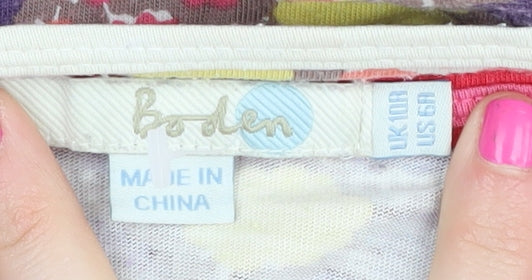 Boden
UK10R
US 6R
MADE IN
CHINA